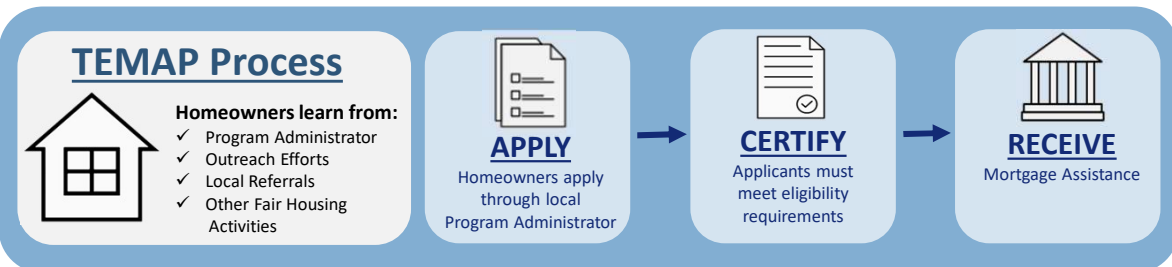 TEMAP Process
Homeowners learn from:
✓ Program Administrator
✓ Outreach Efforts
✓ Local Referrals
✓ Other Fair Housing
Activities
APPLY
Homeowners apply
through local
Program Administrator
CERTIFY
Applicants must
meet eligibility
requirements
RECEIVE
Mortgage Assistance